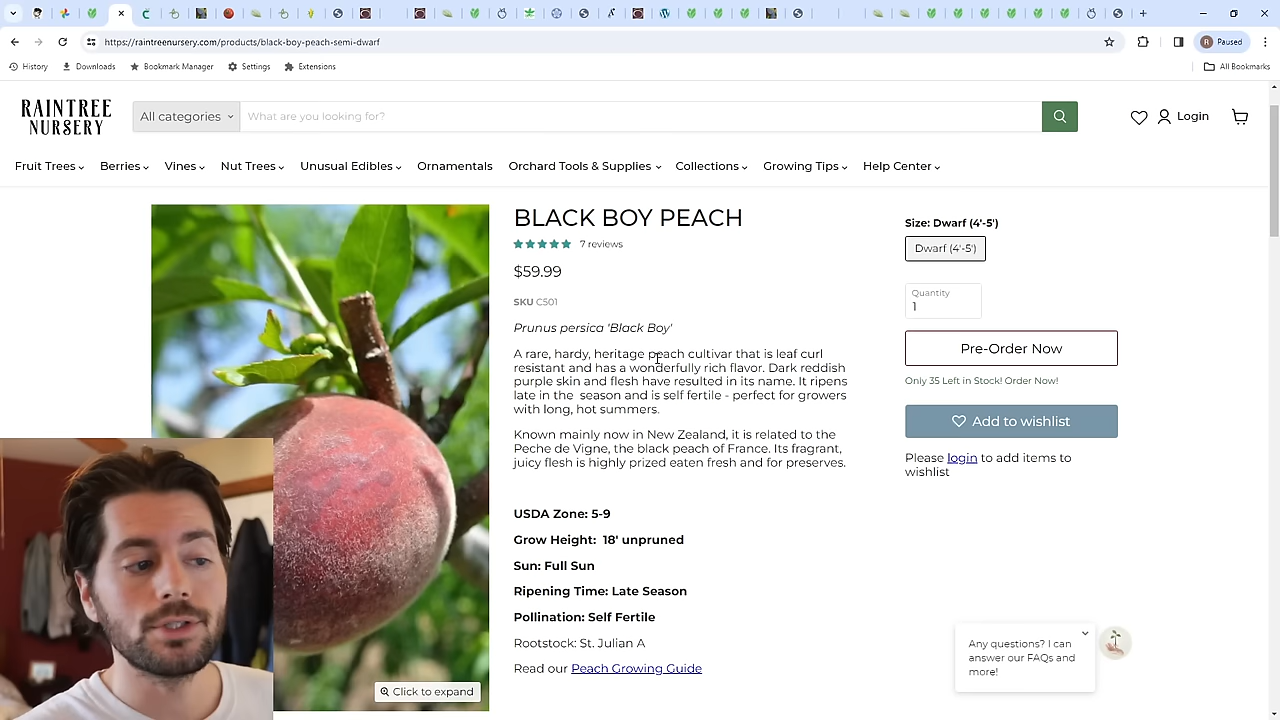 https://raintreenursery.com/products/black-boy-peach-semi-dwarf
R Paused
History Downloads Bookmark Manager Settings Extensions All Bookmarks
RAINTREE
NURSERY
All categories What are you looking for? Login
Fruit Trees Berries Vines Nut Trees Unusual Edibles Ornamentals Orchard Tools & Supplies Collections Growing Tips Help Center
BLACK BOY PEACH
7 reviews
$59.99
SKU C501
Prunus persica 'Black Boy'
A rare, hardy, heritage peach cultivar that is leaf curl
resistant and has a wonderfully rich flavor. Dark reddish
purple skin and flesh have resulted in its name. It ripens
late in the season and is self fertile - perfect for growers
with long, hot summers.
Known mainly now in New Zealand, it is related to the
Peche de Vigne, the black peach of France. Its fragrant,
juicy flesh is highly prized eaten fresh and for preserves.
USDA Zone: 5-9
Grow Height: 18' unpruned
Sun: Full Sun
Ripening Time: Late Season
Pollination: Self Fertile
Rootstock: St. Julian A
Read our Peach Growing Guide
Click to expand
Size: Dwarf (4'-5')
Dwarf (4'-5')
Quantity
1
Pre-Order Now
Only 35 Left in Stock! Order Now!
Add to wishlist
Please login to add items to
wishlist
Any questions? I can
answer our FAQs and
more!